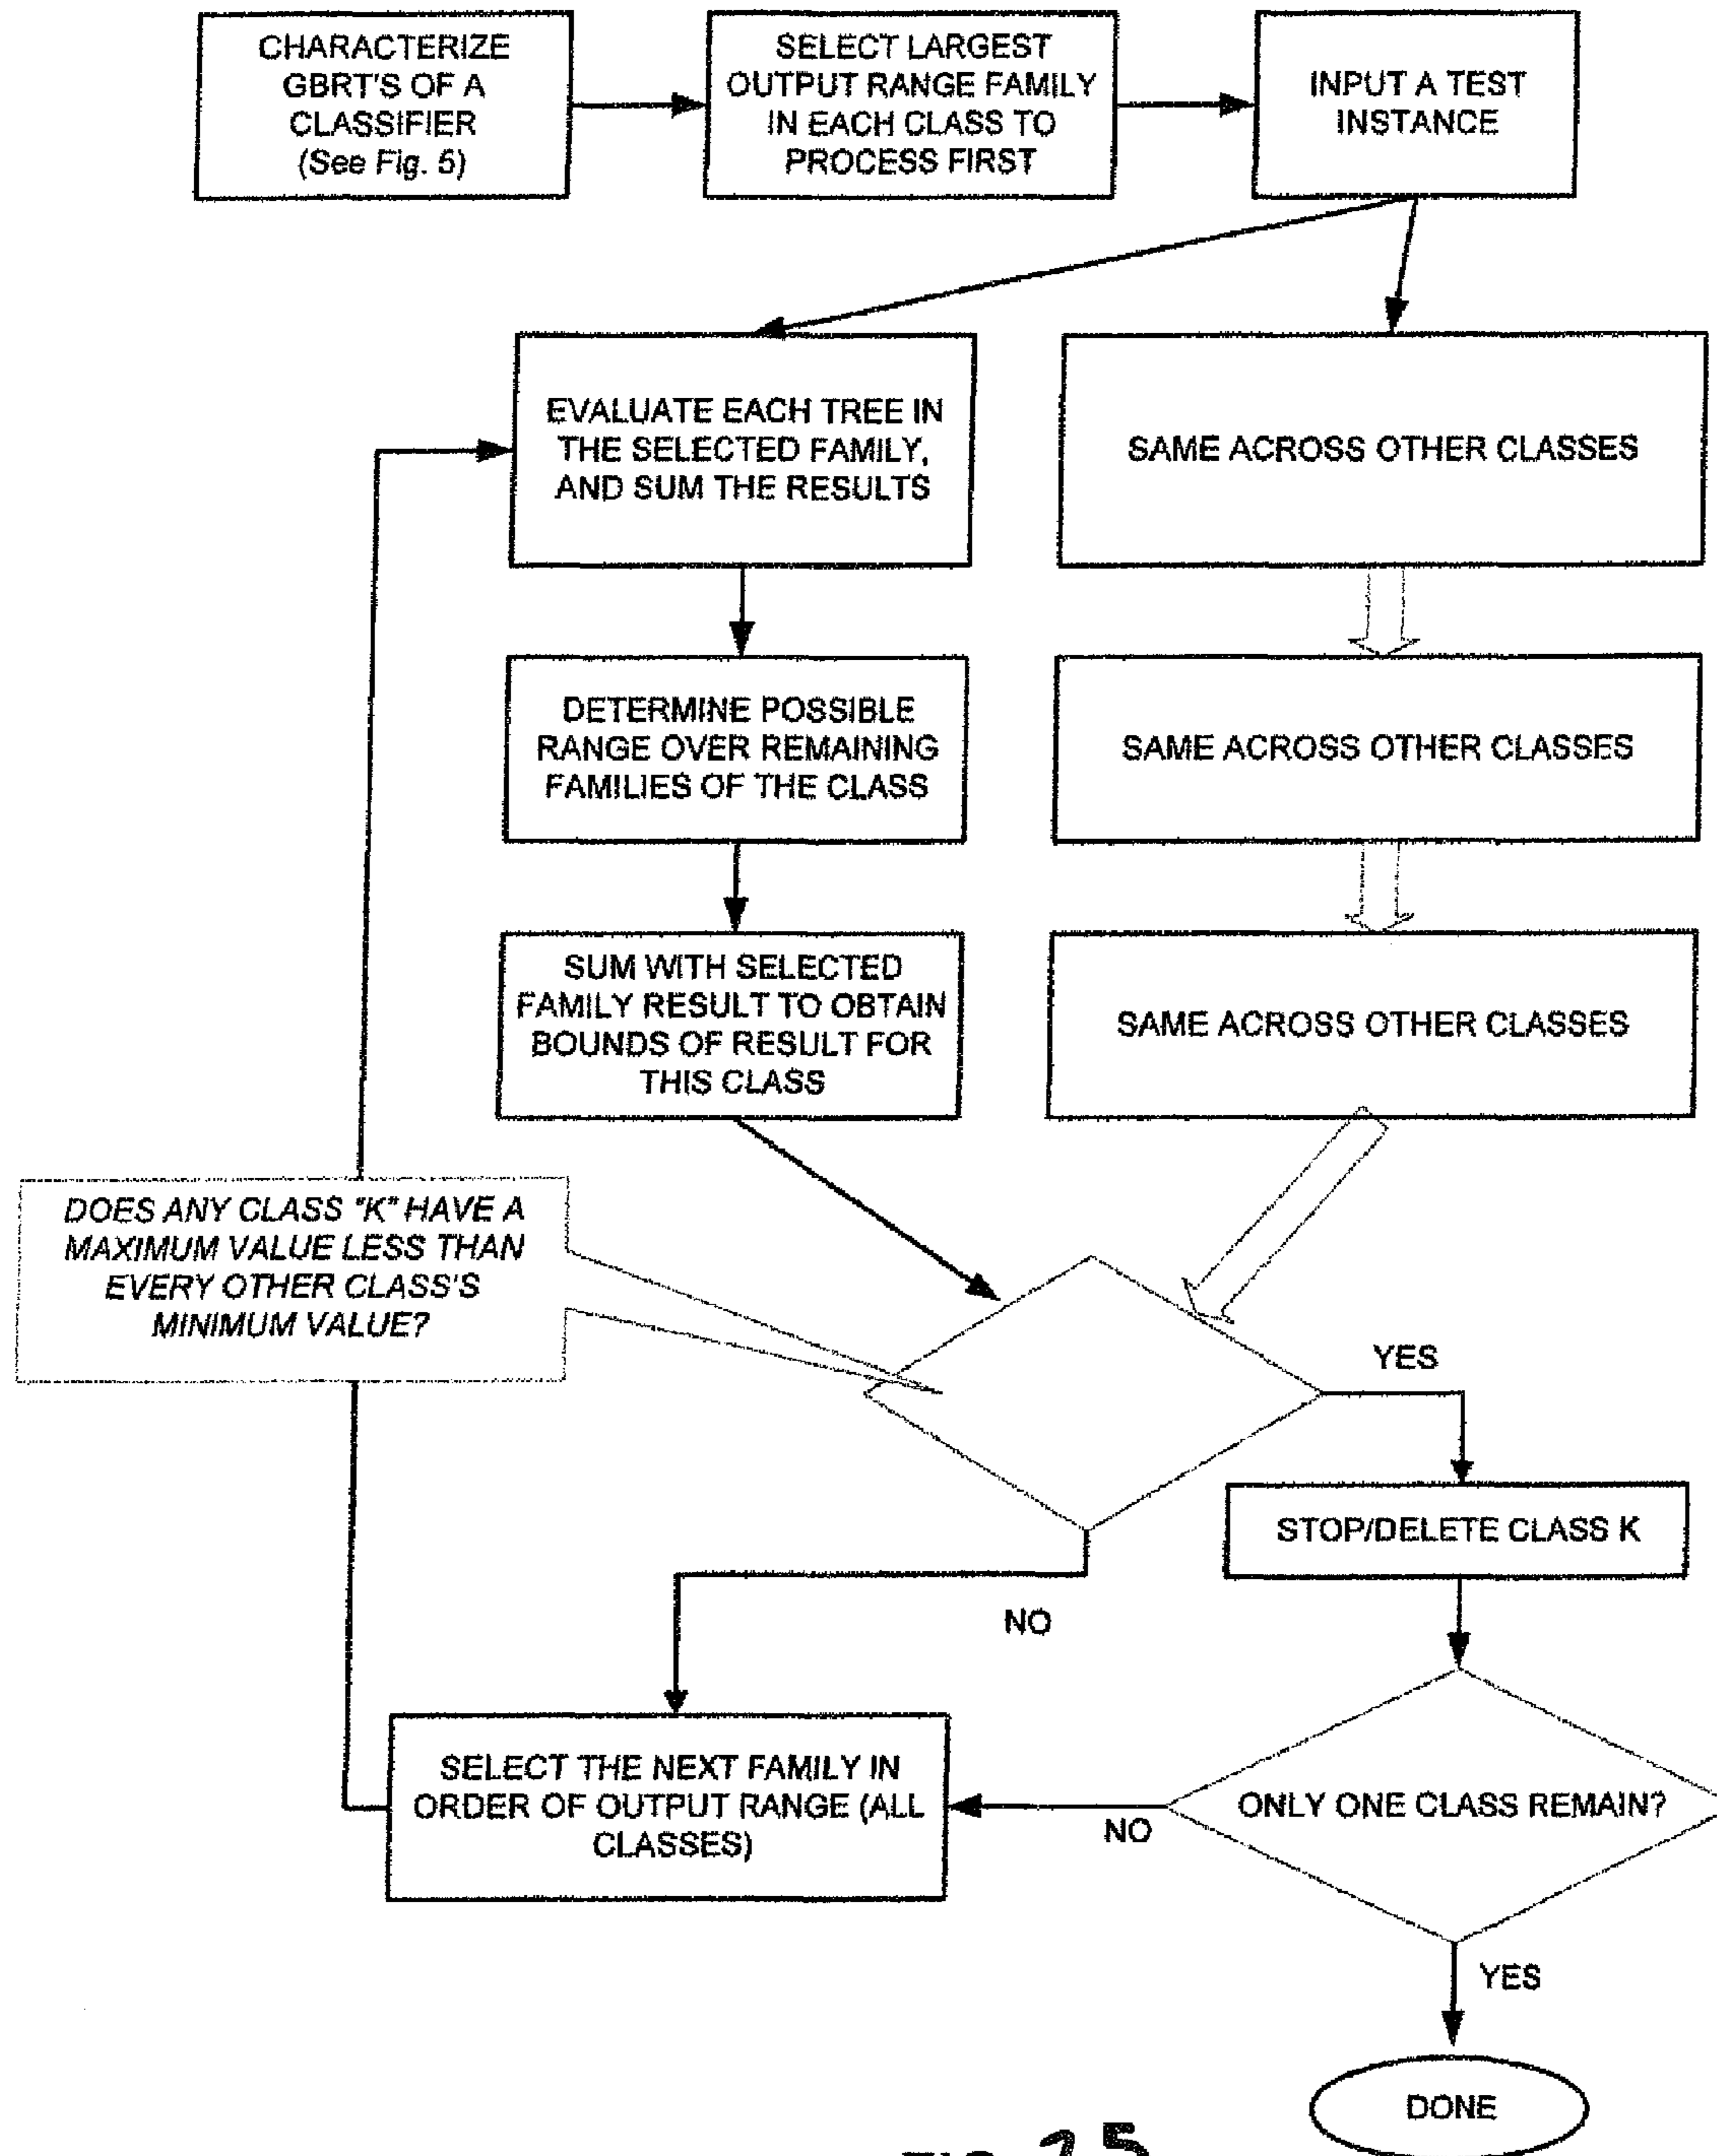 CHARACTERIZE
GBRT'S OF A
CLASSIFIER
(See Fig. 5)
SELECT LARGEST
OUTPUT RANGE FAMILY
IN EACH CLASS TO
PROCESS FIRST
INPUT A TEST
INSTANCE
EVALUATE EACH TREE IN
THE SELECTED FAMILY,
AND SUM THE RESULTS
SAME ACROSS OTHER CLASSES
DETERMINE POSSIBLE
RANGE OVER REMAINING
FAMILIES OF THE CLASS
SAME ACROSS OTHER CLASSES
SUM WITH SELECTED
FAMILY RESULT TO OBTAIN
BOUNDS OF RESULT FOR
THIS CLASS
SAME ACROSS OTHER CLASSES
DOES ANY CLASS "K" HAVE A
MAXIMUM VALUE LESS THAN
EVERY OTHER CLASS'S
MINIMUM VALUE?
YES
STOP/DELETE CLASS K
NO
SELECT THE NEXT FAMILY IN
ORDER OF OUTPUT RANGE (ALL
CLASSES)
ONLY ONE CLASS REMAIN?
NO
YES
DONE
FIG. 25